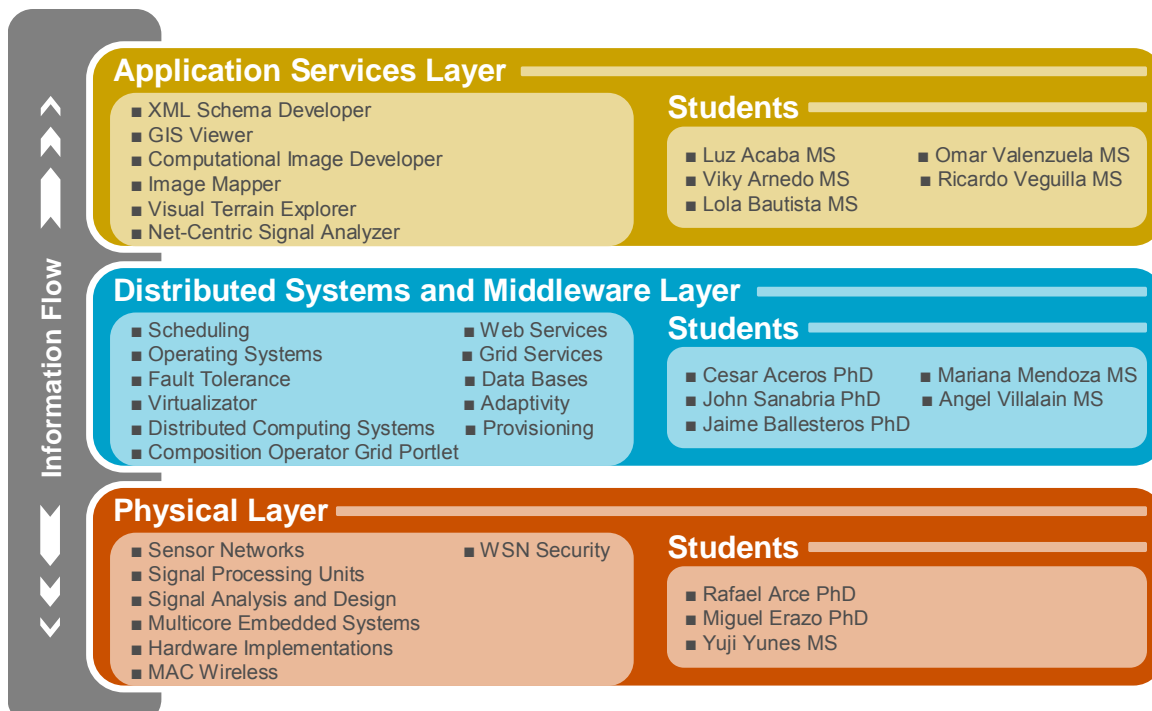 Information Flow
Application Services Layer
■ XML Schema Developer
■ GIS Viewer
■ Computational Image Developer
■ Image Mapper
■ Visual Terrain Explorer
■ Net-Centric Signal Analyzer
Students
■ Luz Acaba MS
■ Viky Arnedo MS
■ Lola Bautista MS
■ Omar Valenzuela MS
■ Ricardo Veguilla MS
Distributed Systems and Middleware Layer
■ Scheduling
■ Operating Systems
■ Fault Tolerance
■ Virtualizator
■ Distributed Computing Systems
■ Composition Operator Grid Portlet
■ Web Services
■ Grid Services
■ Data Bases
■ Adaptivity
■ Provisioning
Students
■ Cesar Aceros PhD
■ John Sanabria PhD
■ Jaime Ballesteros PhD
■ Mariana Mendoza MS
■ Angel Villalain MS
Physical Layer
■ Sensor Networks
■ Signal Processing Units
■ Signal Analysis and Design
■ Multicore Embedded Systems
■ Hardware Implementations
■ MAC Wireless
■ WSN Security
Students
■ Rafael Arce PhD
■ Miguel Erazo PhD
■ Yuji Yunes MS